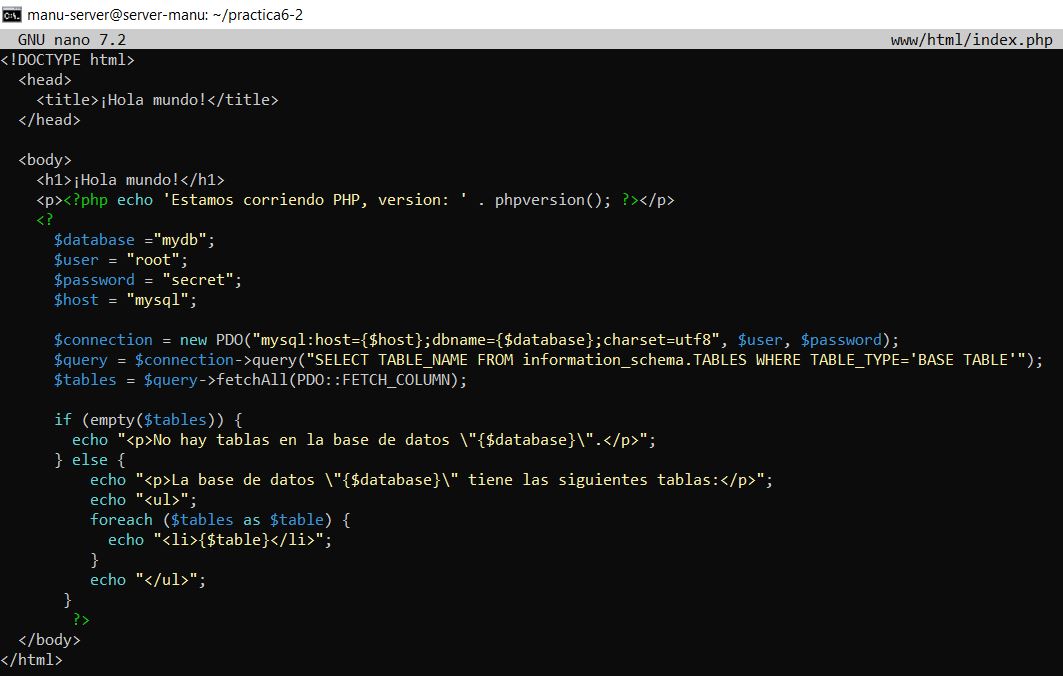 manu-server@server-manu: ~/practica6-2
GNU nano 7.2 www/html/index.php
<!DOCTYPE html>
<head>
<title>¡Hola mundo!</title>
</head>
<body>
<h1>¡Hola mundo!</h1>
<p><?php echo 'Estamos corriendo PHP, version: ' . phpversion(); ?></p>
<?
$database ="mydb";
$user = "root";
$password = "secret";
$host = "mysql";
$connection = new PDO("mysql:host={$host};dbname={$database};charset=utf8", $user, $password);
$query = $connection->query("SELECT TABLE_NAME FROM information_schema.TABLES WHERE TABLE_TYPE='BASE TABLE'");
$tables = $query->fetchAll(PDO::FETCH_COLUMN);
if (empty($tables)) {
echo "<p>No hay tablas en la base de datos \"{$database}\".</p>";
} else {
echo "<p>La base de datos \"{$database}\" tiene las siguientes tablas:</p>";
echo "<ul>";
foreach ($tables as $table) {
echo "<li>{$table}</li>";
}
echo "</ul>";
}
?>
</body>
</html>